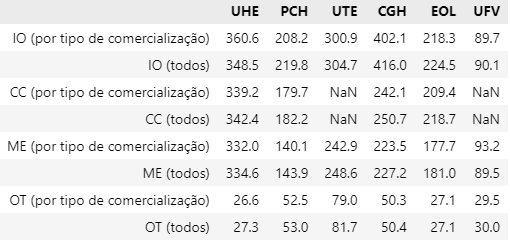 UHE PCH UTE CGH EOL UFV
IO (por tipo de comercialização) 360.6 208.2 300.9 402.1 218.3 89.7
IO (todos) 348.5 219.8 304.7 416.0 224.5 90.1
CC (por tipo de comercialização) 339.2 179.7 NaN 242.1 209.4 NaN
CC (todos) 342.4 182.2 NaN 250.7 218.7 NaN
ME (por tipo de comercialização) 332.0 140.1 242.9 223.5 177.7 93.2
ME (todos) 334.6 143.9 248.6 227.2 181.0 89.5
OT (por tipo de comercialização) 26.6 52.5 79.0 50.3 27.1 29.5
OT (todos) 27.3 53.0 81.7 50.4 27.1 30.0